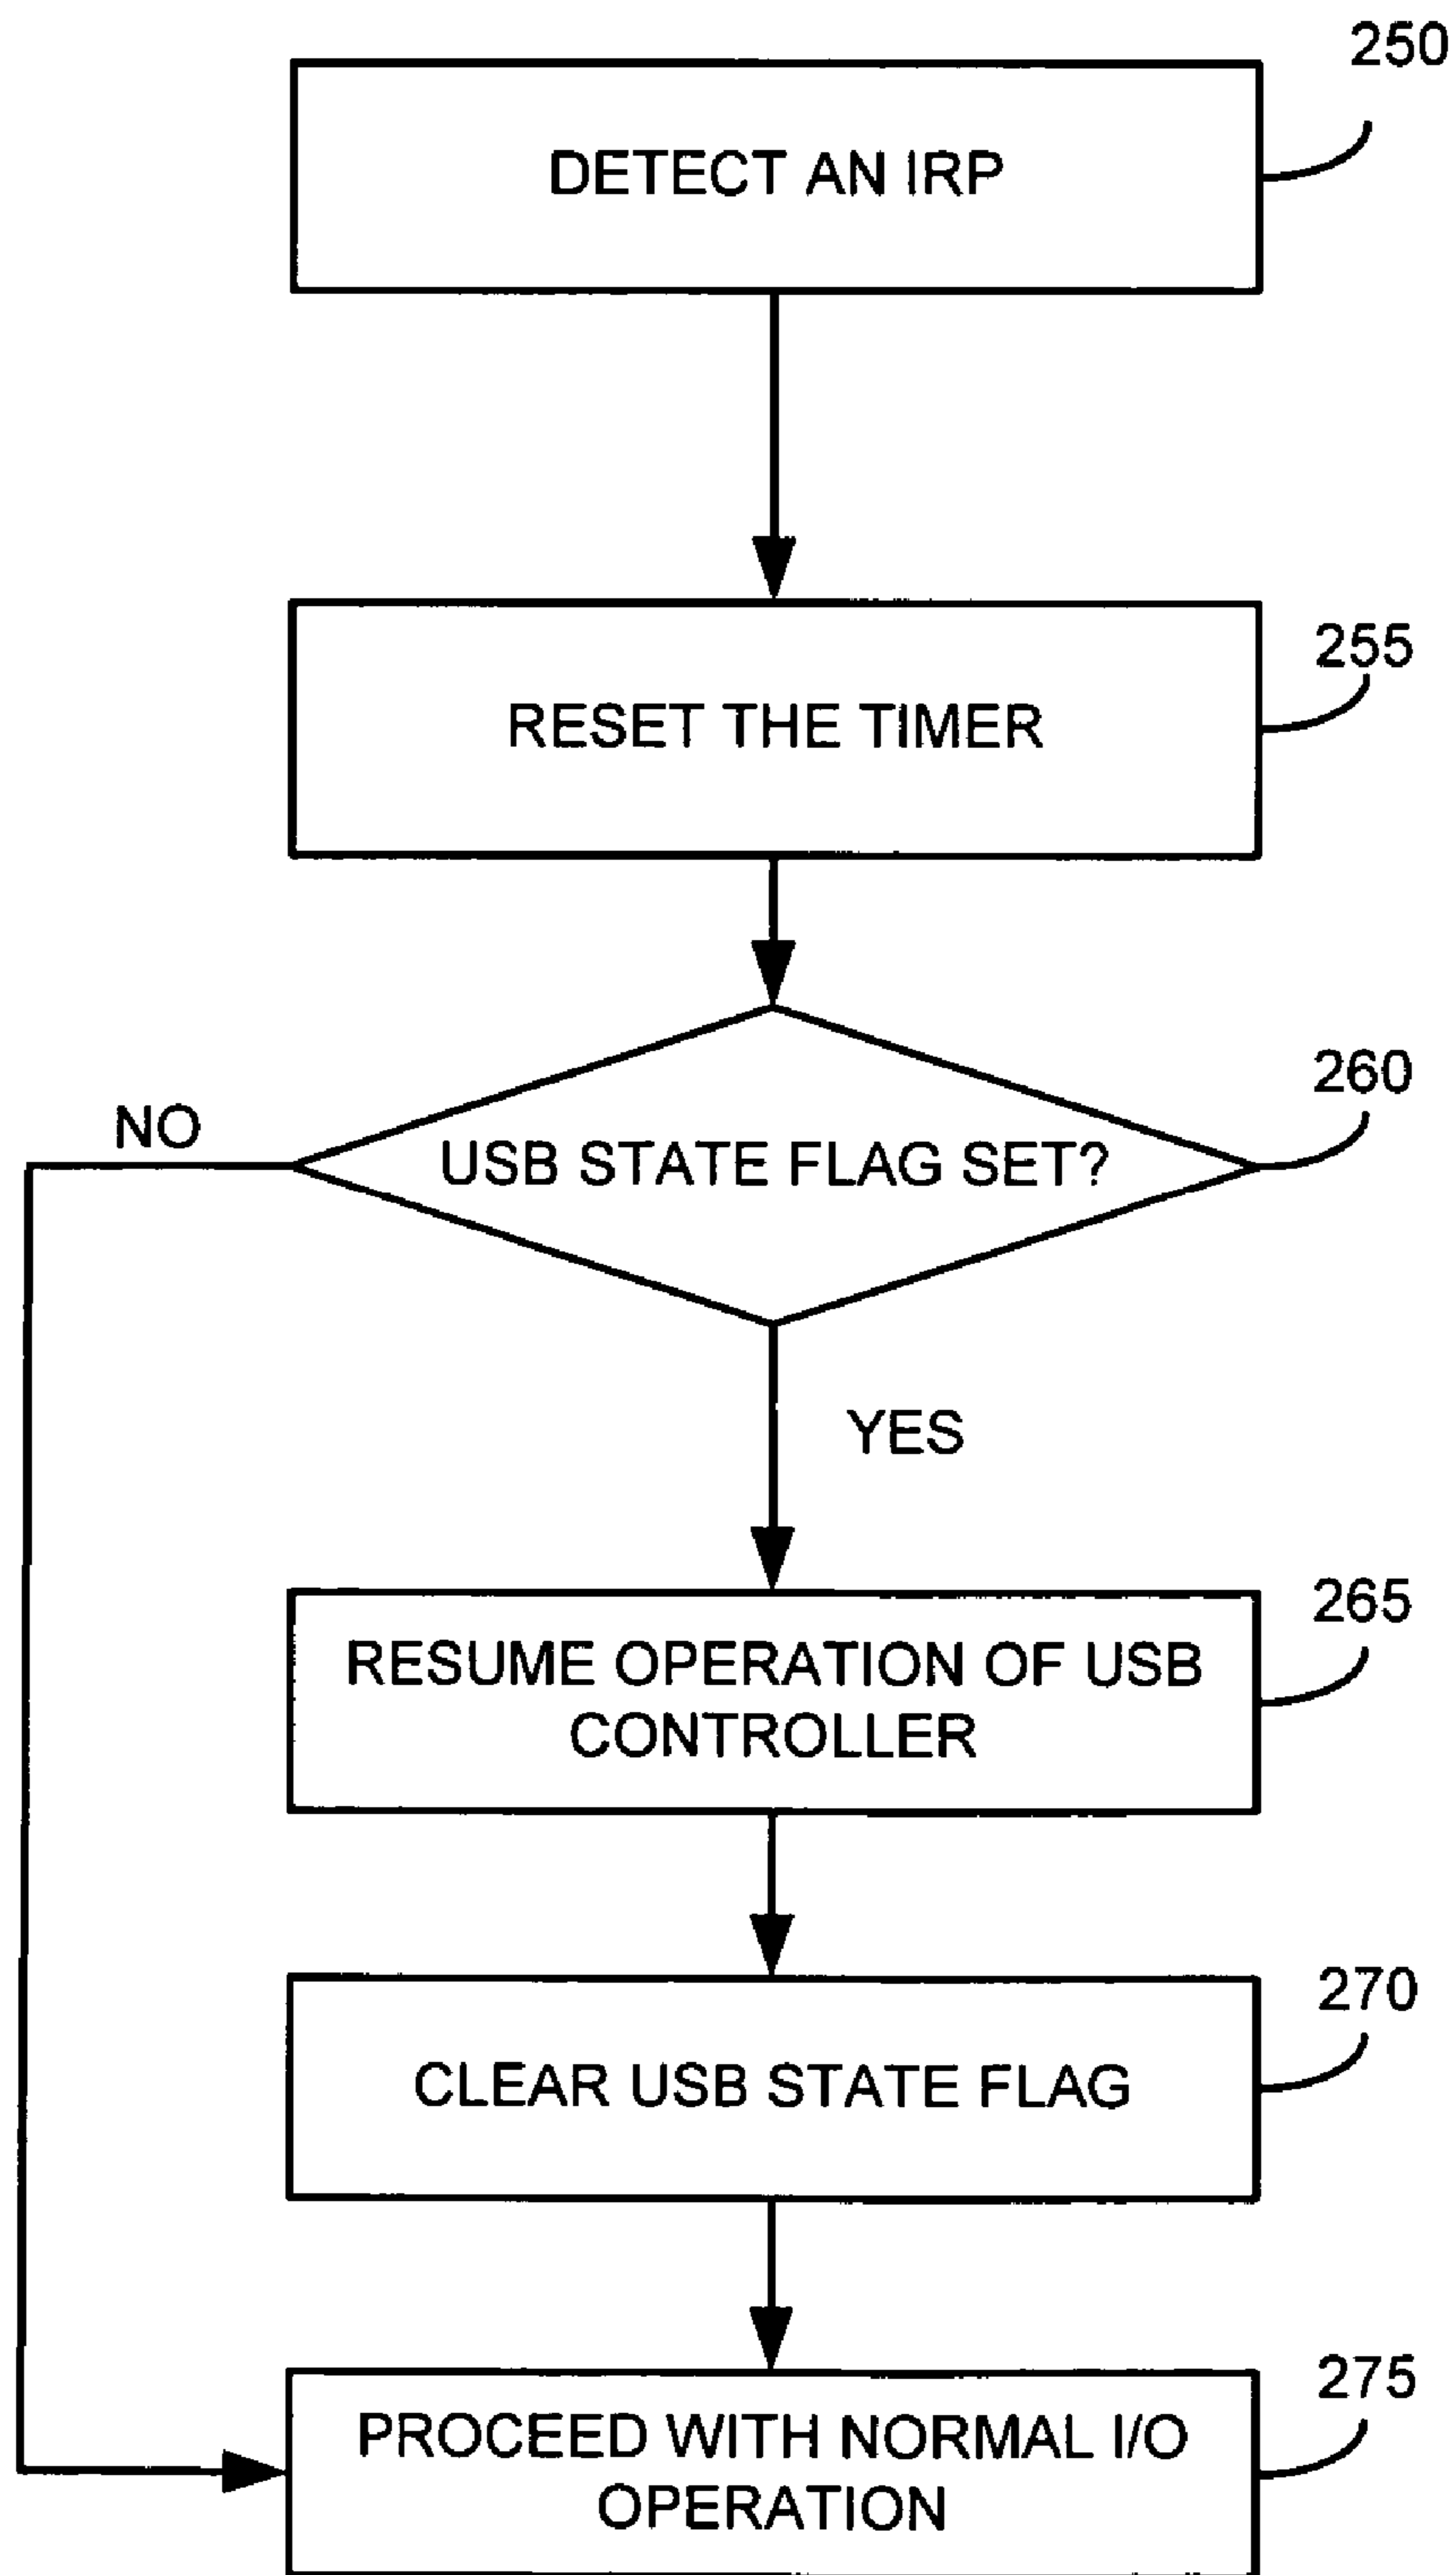 250
DETECT AN IRP
255
RESET THE TIMER
260
NO
USB STATE FLAG SET?
YES
265
RESUME OPERATION OF USB
CONTROLLER
270
CLEAR USB STATE FLAG
275
PROCEED WITH NORMAL I/O
OPERATION